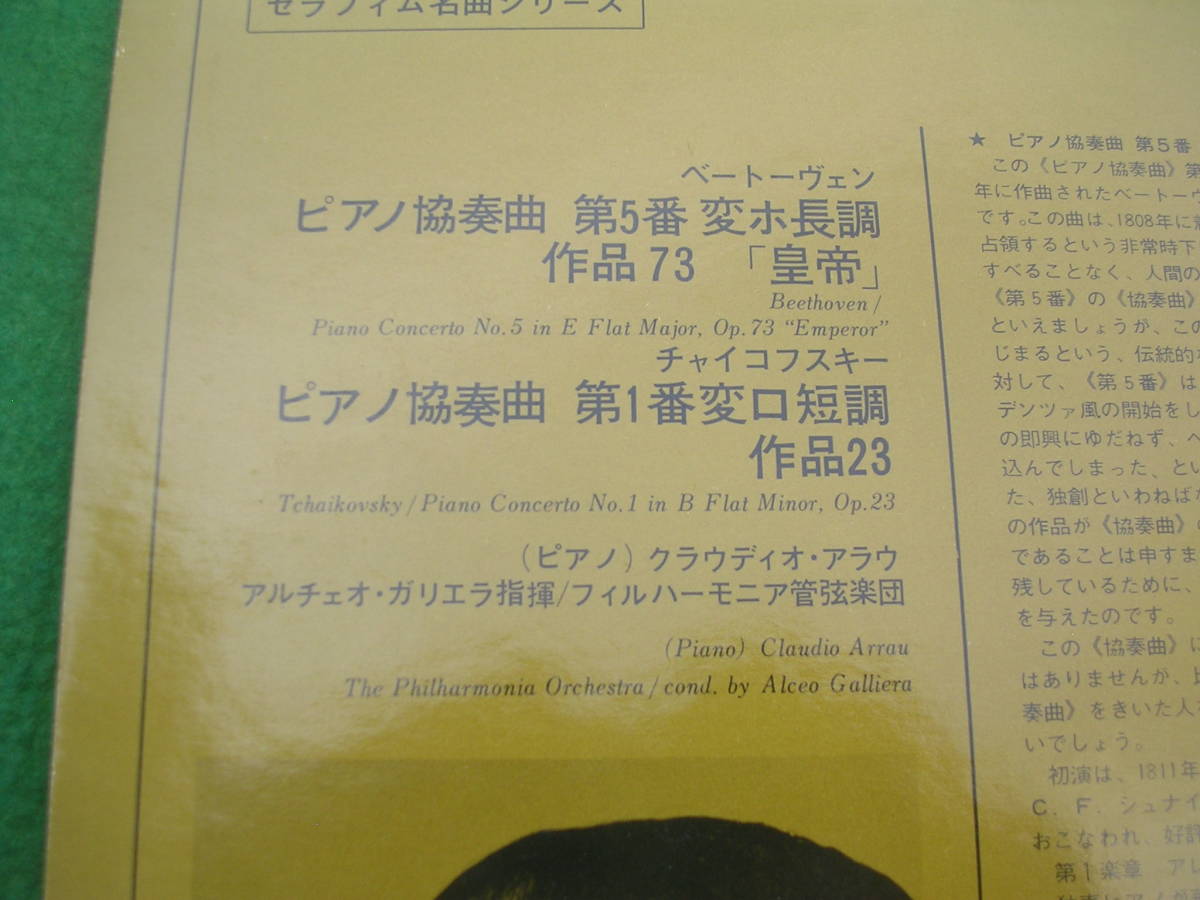 セラフィム名曲シリーズ
ベートーヴェン
ピアノ協奏曲 第5番 変ホ長調
作品73 「皇帝」
Beethoven/
Piano Concerto No.5 in E Flat Major, Op.73 "Emperor"
チャイコフスキー
ピアノ協奏曲 第1番変ロ短調
作品23
Tchaikovsky/Piano Concerto No.1 in B Flat Minor, Op.23
(ピアノ) クラウディオ・アラウ
アルチェオ・ガリエラ指揮/フィルハーモニア管弦楽団
(Piano) Claudio Arrau
The Philharmonia Orchestra/cond. by Alceo Galliera
★ ピアノ協奏曲 第5番
この《ピアノ協奏曲》第
年に作曲されたベートーヴ
です。この曲は、1808年に
占領するという非常時下
すべることなく、人間の
《第5番》の《協奏曲》
といえましょうが、この
じまるという、伝統的な
対して、《第5番》は
デンツァ風の開始をし
の即興にゆだねず、ベ
込んでしまった、とい
た、独創といわねばな
の作品が《協奏曲》の
であることは申すま
残しているために、
を与えたのです。
この《協奏曲》に
はありませんが、比
奏曲》をきいた人な
いでしょう。
初演は、1811年
C. F. シュナイ
おこなわれ、好評
第1楽章 アレ